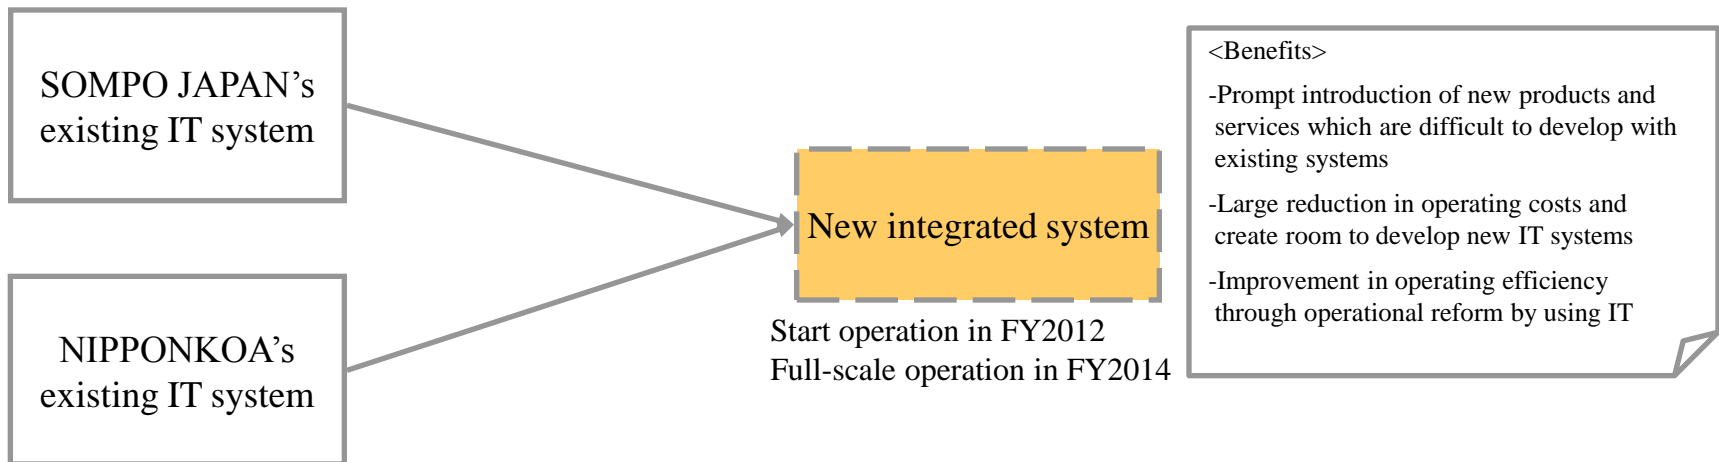 SOMPO JAPAN’s
existing IT system
NIPPONKOA’s
existing IT system
New integrated system
Start operation in FY2012
Full-scale operation in FY2014
<Benefits>
-Prompt introduction of new products and
services which are difficult to develop with
existing systems
-Large reduction in operating costs and
create room to develop new IT systems
-Improvement in operating efficiency
through operational reform by using IT